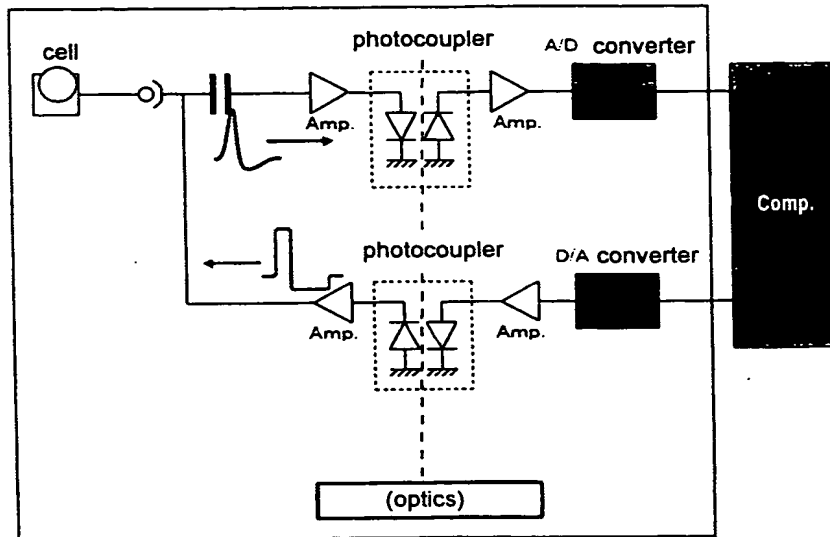 cell
photocoupler
A/D converter
Amp.
Amp.
Comp.
photocoupler
D/A converter
Amp.
Amp.
(optics)